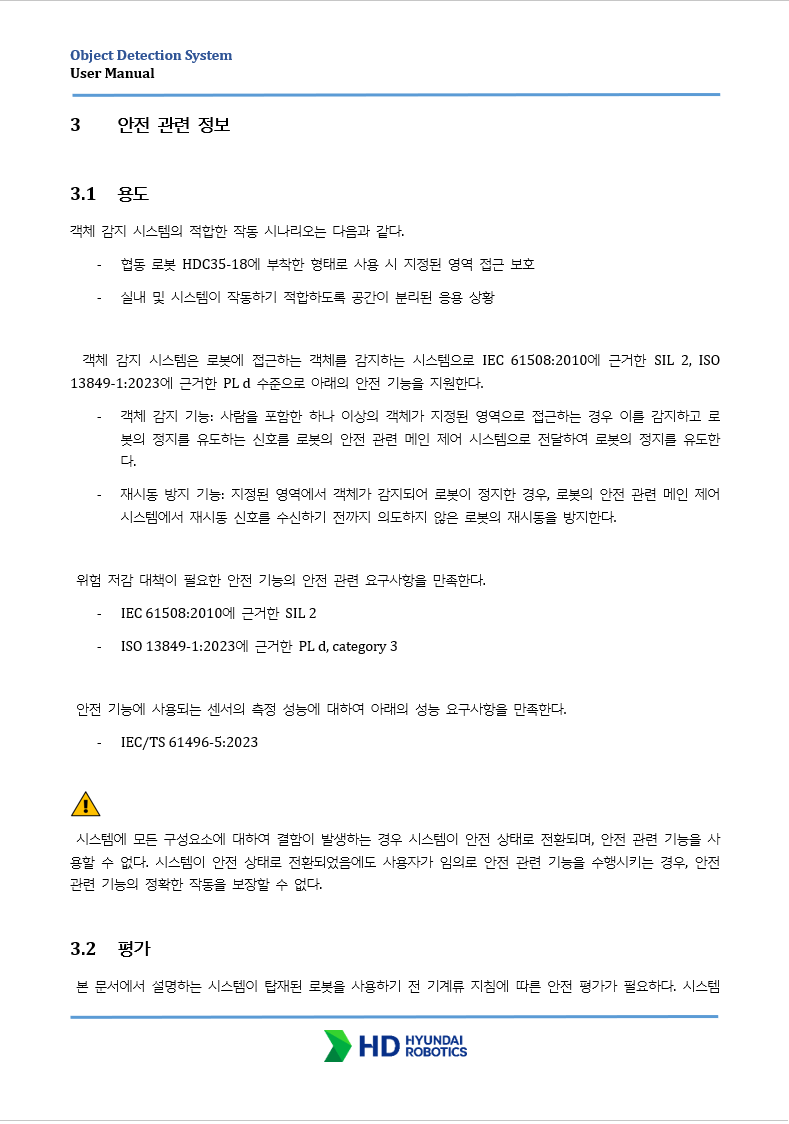 Object Detection System
User Manual
3 안전 관련 정보
3.1 용도
객체 감지 시스템의 적합한 작동 시나리오는 다음과 같다.
- 협동 로봇 HDC35-18에 부착한 형태로 사용 시 지정된 영역 접근 보호
- 실내 및 시스템이 작동하기 적합하도록 공간이 분리된 응용 상황
객체 감지 시스템은 로봇에 접근하는 객체를 감지하는 시스템으로 IEC 61508:2010에 근거한 SIL 2, ISO
13849-1:2023에 근거한 PL d 수준으로 아래의 안전 기능을 지원한다.
- 객체 감지 기능: 사람을 포함한 하나 이상의 객체가 지정된 영역으로 접근하는 경우 이를 감지하고 로
봇의 정지를 유도하는 신호를 로봇의 안전 관련 메인 제어 시스템으로 전달하여 로봇의 정지를 유도한
다.
- 재시동 방지 기능: 지정된 영역에서 객체가 감지되어 로봇이 정지한 경우, 로봇의 안전 관련 메인 제어
시스템에서 재시동 신호를 수신하기 전까지 의도하지 않은 로봇의 재시동을 방지한다.
위험 저감 대책이 필요한 안전 기능의 안전 관련 요구사항을 만족한다.
- IEC 61508:2010에 근거한 SIL 2
- ISO 13849-1:2023에 근거한 PL d, category 3
안전 기능에 사용되는 센서의 측정 성능에 대하여 아래의 성능 요구사항을 만족한다.
- IEC/TS 61496-5:2023
시스템에 모든 구성요소에 대하여 결함이 발생하는 경우 시스템이 안전 상태로 전환되며, 안전 관련 기능을 사
용할 수 없다. 시스템이 안전 상태로 전환되었음에도 사용자가 임의로 안전 관련 기능을 수행시키는 경우, 안전
관련 기능의 정확한 작동을 보장할 수 없다.
3.2 평가
본 문서에서 설명하는 시스템이 탑재된 로봇을 사용하기 전 기계류 지침에 따른 안전 평가가 필요하다. 시스템
HD HYUNDAI
ROBOTICS